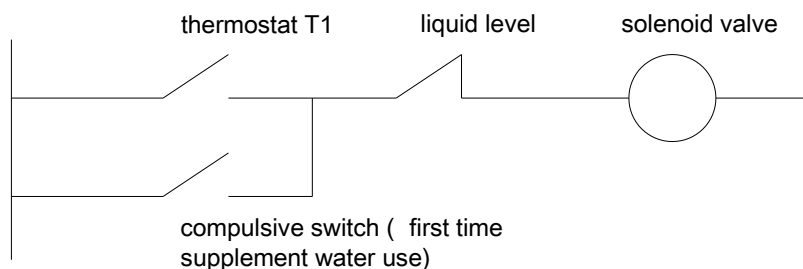 thermostat T1
liquid level
solenoid valve
compulsive switch ( first time
supplement water use)